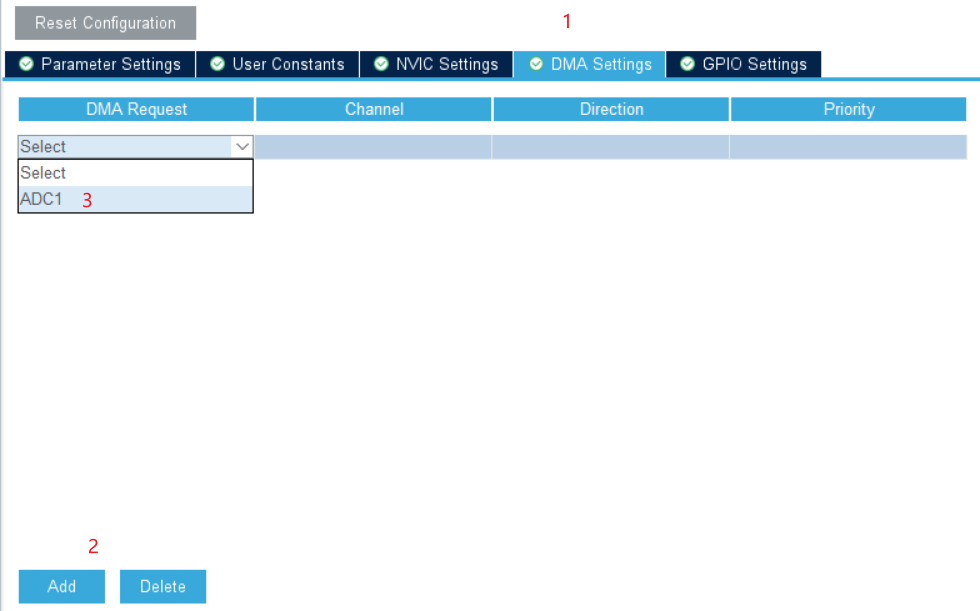 Reset Configuration
1
Parameter Settings User Constants NVIC Settings DMA Settings GPIO Settings
DMA Request Channel Direction Priority
Select
Select
ADC1 3
2
Add Delete